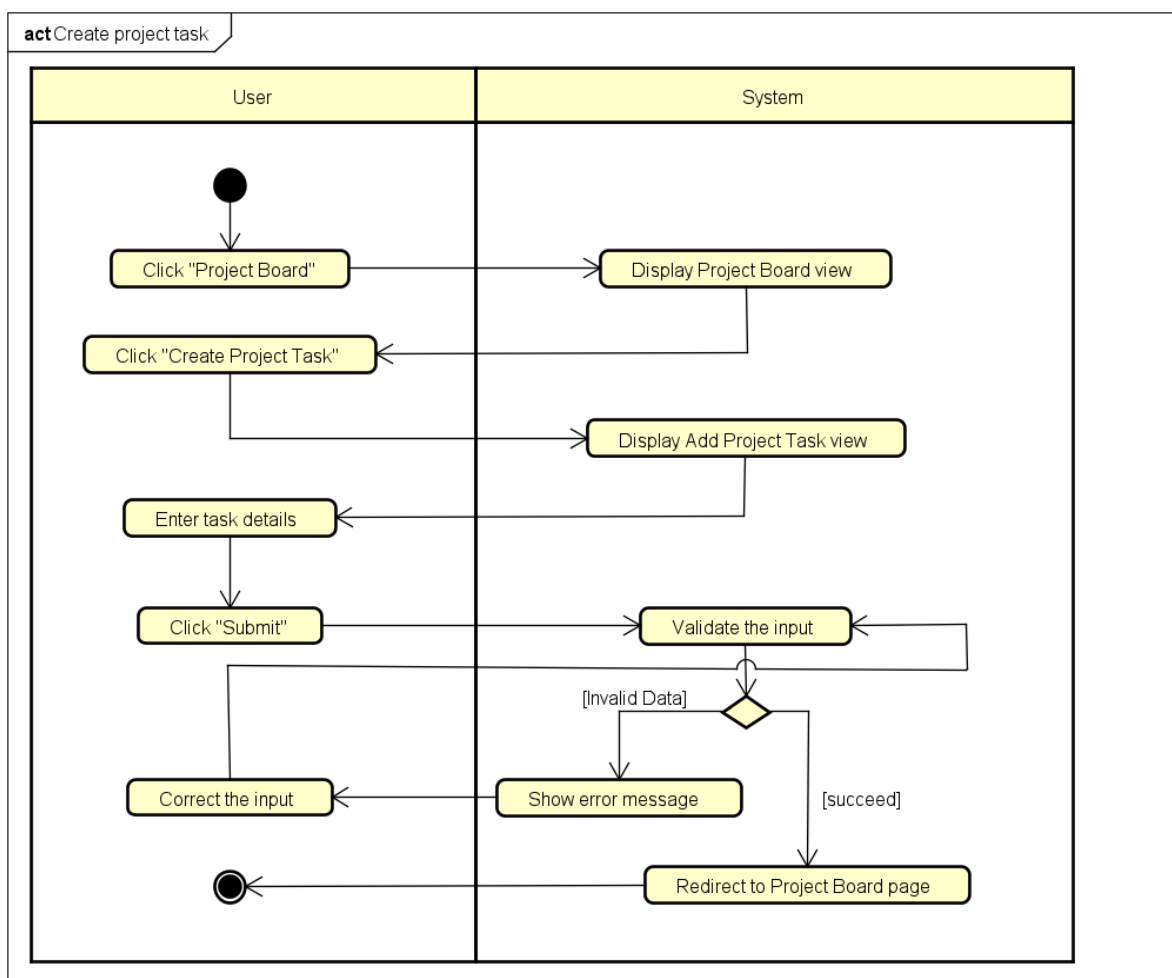 act Create project task
User
System
Click "Project Board"
Display Project Board view
Click "Create Project Task"
Display Add Project Task view
Enter task details
Click "Submit"
Validate the input
[Invalid Data]
Correct the input
Show error message
[succeed]
Redirect to Project Board page